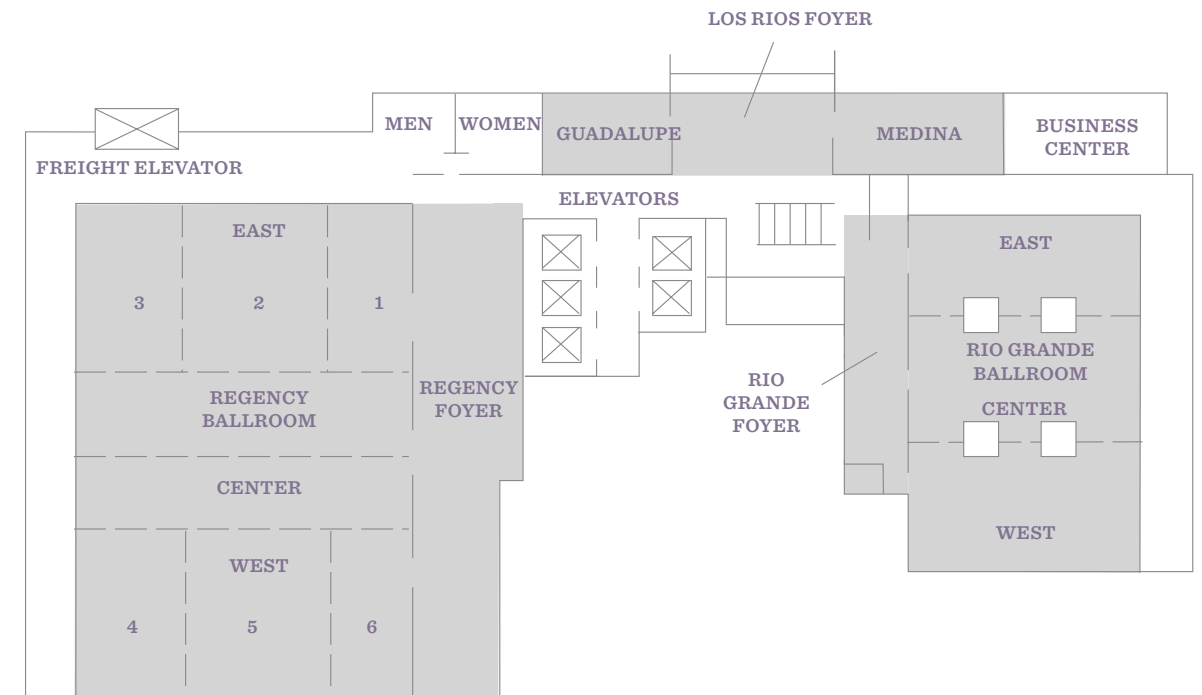 LOS RIOS FOYER
MEN
WOMEN
GUADALUPE
MEDINA
BUSINESS
CENTER
FREIGHT ELEVATOR
ELEVATORS
EAST
3
2
1
REGENCY
BALLROOM
REGENCY
FOYER
CENTER
WEST
4
5
6
RIO
GRANDE
FOYER
EAST
RIO GRANDE
BALLROOM
CENTER
WEST